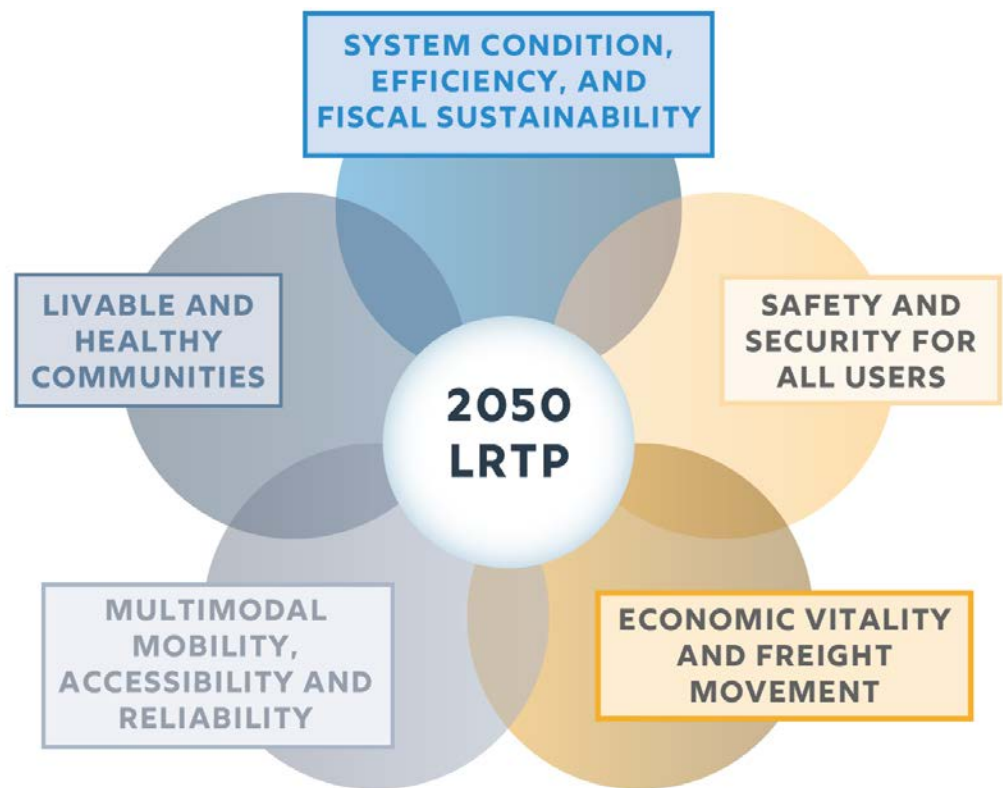 SYSTEM CONDITION,
EFFICIENCY, AND
FISCAL SUSTAINABILITY
LIVABLE AND
HEALTHY
COMMUNITIES
SAFETY AND
SECURITY FOR
ALL USERS
2050
LRTP
MULTIMODAL
MOBILITY,
ACCESSIBILITY AND
RELIABILITY
ECONOMIC VITALITY
AND FREIGHT
MOVEMENT